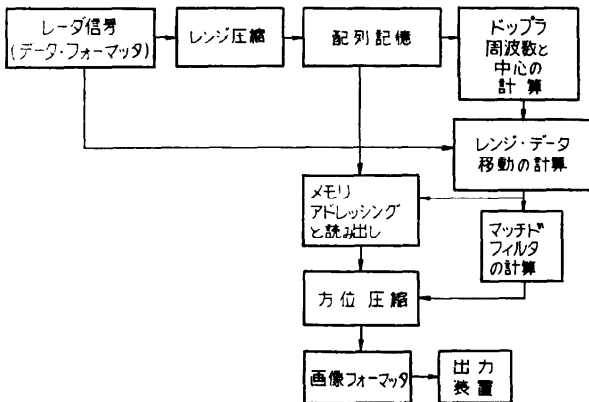 レーダ信号
(データ・フォーマッタ)
レンジ圧縮
配列記憶
ドップラ
周波数と
中心の
計算
レンジ・データ
移動の計算
メモリ
アドレッシング
と読み出し
マッチド
フィルタ
の計算
方位圧縮
画像フォーマッタ
出力
装置